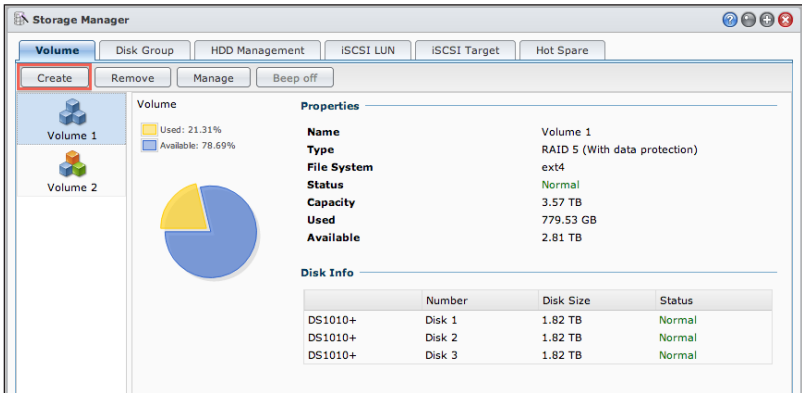 Storage Manager
Volume Disk Group HDD Management iSCSI LUN iSCSI Target Hot Spare
Create Remove Manage Beep off
Volume 1
Volume 2
Volume
Used: 21.31%
Available: 78.69%
Properties
Name Volume 1
Type RAID 5 (With data protection)
File System ext4
Status Normal
Capacity 3.57 TB
Used 779.53 GB
Available 2.81 TB
Disk Info
Number Disk Size Status
DS1010+ Disk 1 1.82 TB Normal
DS1010+ Disk 2 1.82 TB Normal
DS1010+ Disk 3 1.82 TB Normal